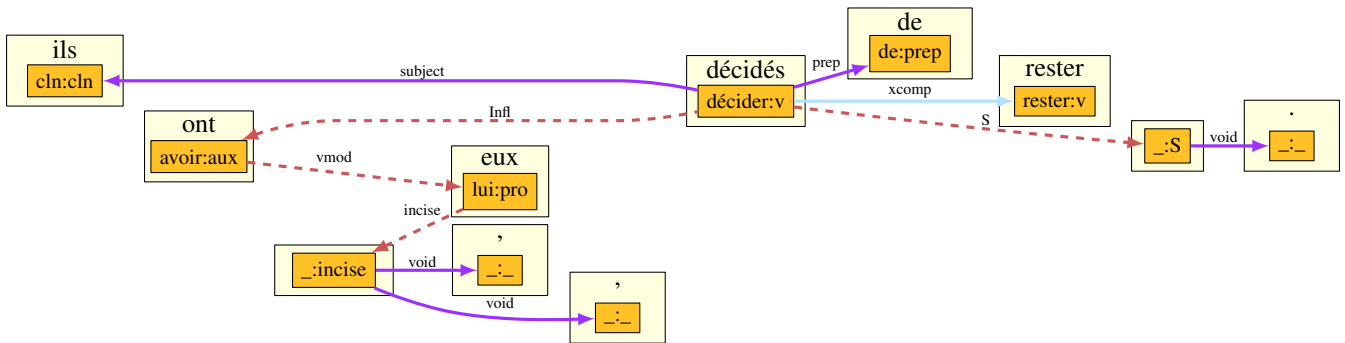 de
de:prep
ils
cln:cln
subject
décidés
décider:v
prep
xcomp
rester
rester:v
Infl
S
ont
avoir:aux
vmod
eux
lui:pro
_:S
void
.
_:_
incise
_:incise
void
,
_:_
void
,
_:_